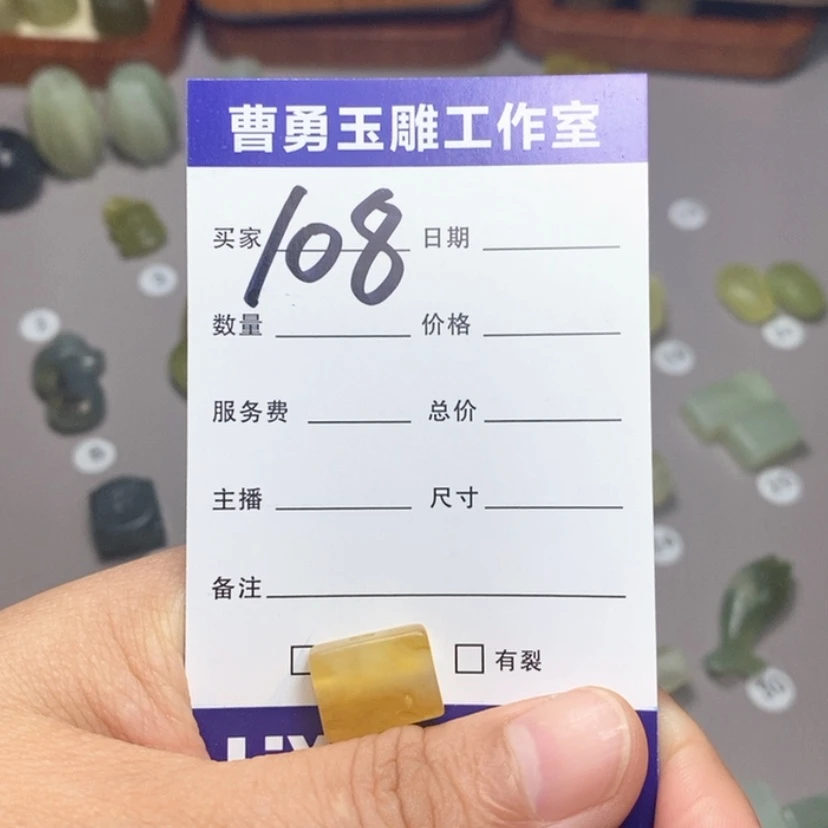 曹勇玉雕工作室
买家 108 日期
数量 价格
服务费 总价
主播 尺寸
备注
有裂